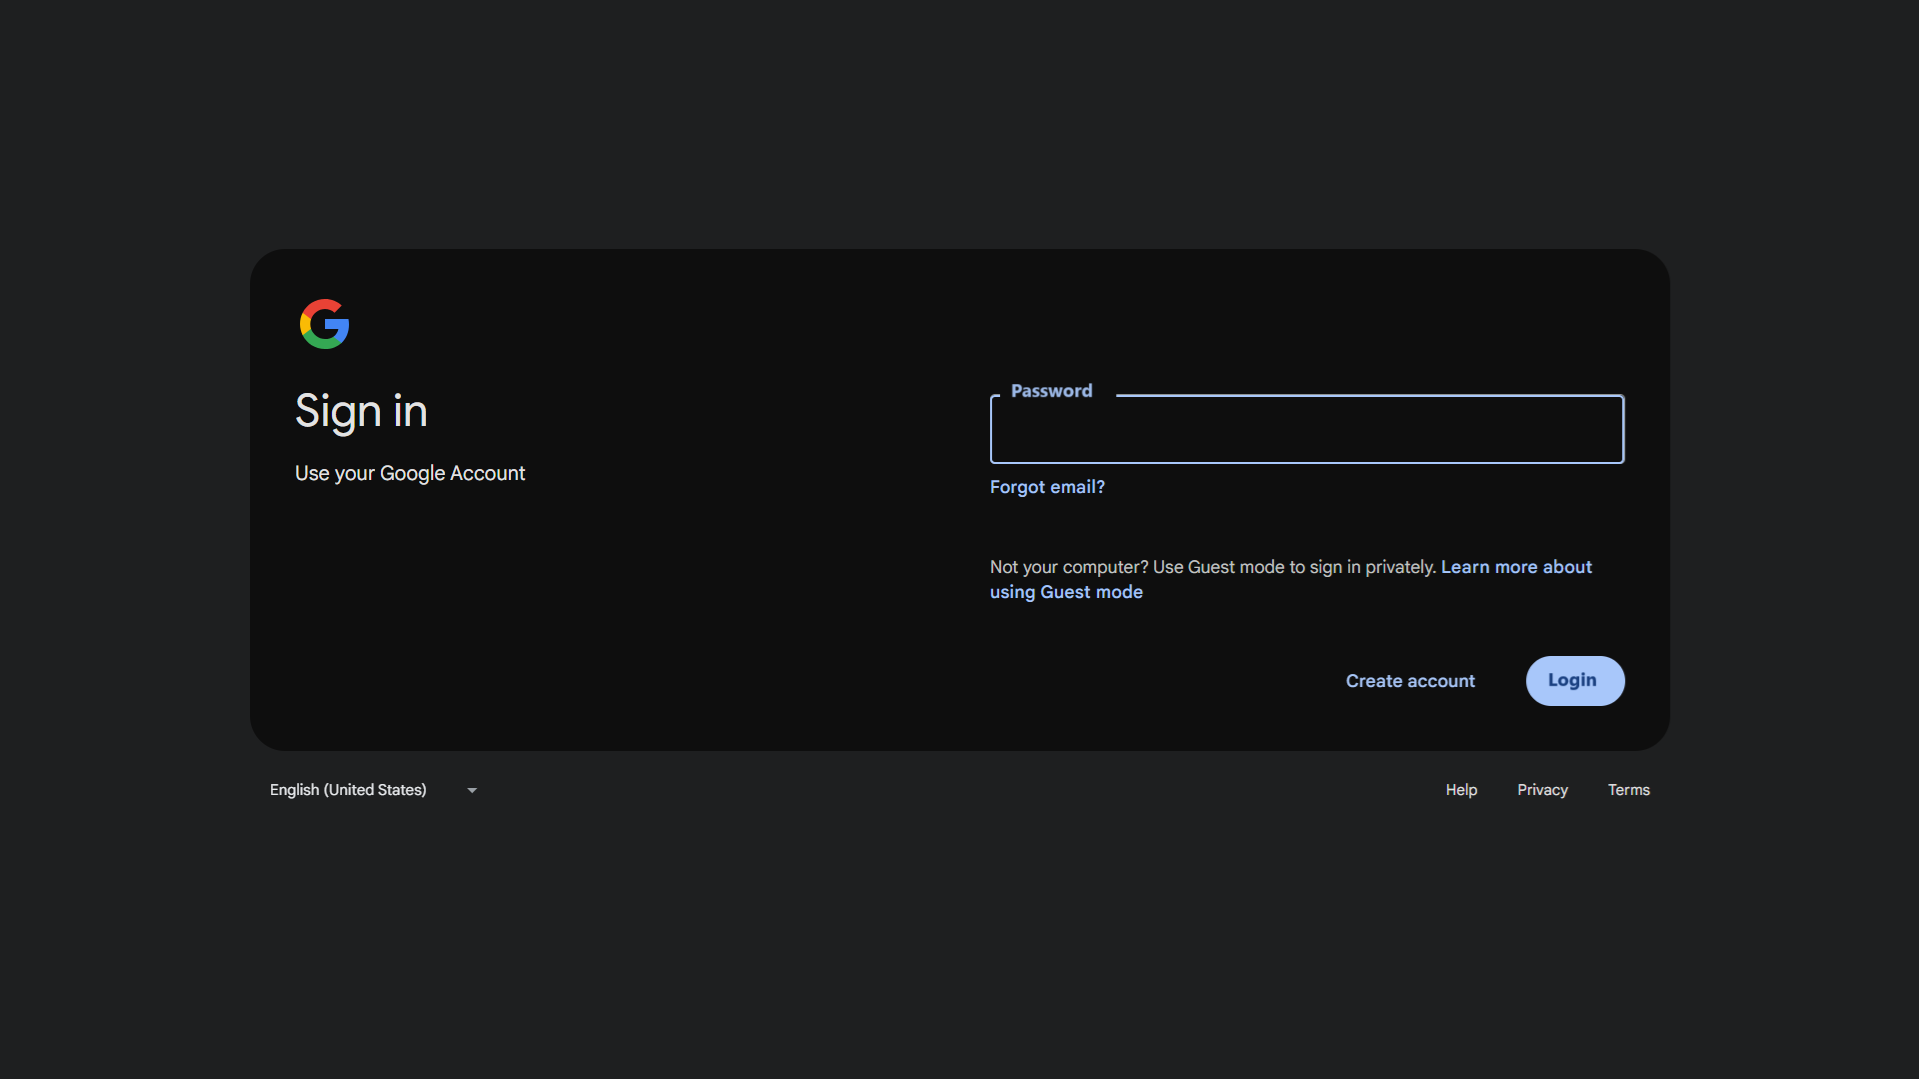 Sign in
Use your Google Account
Password
Forgot email?
Not your computer? Use Guest mode to sign in privately. Learn more about
using Guest mode
Create account
Login
English (United States)
Help
Privacy
Terms